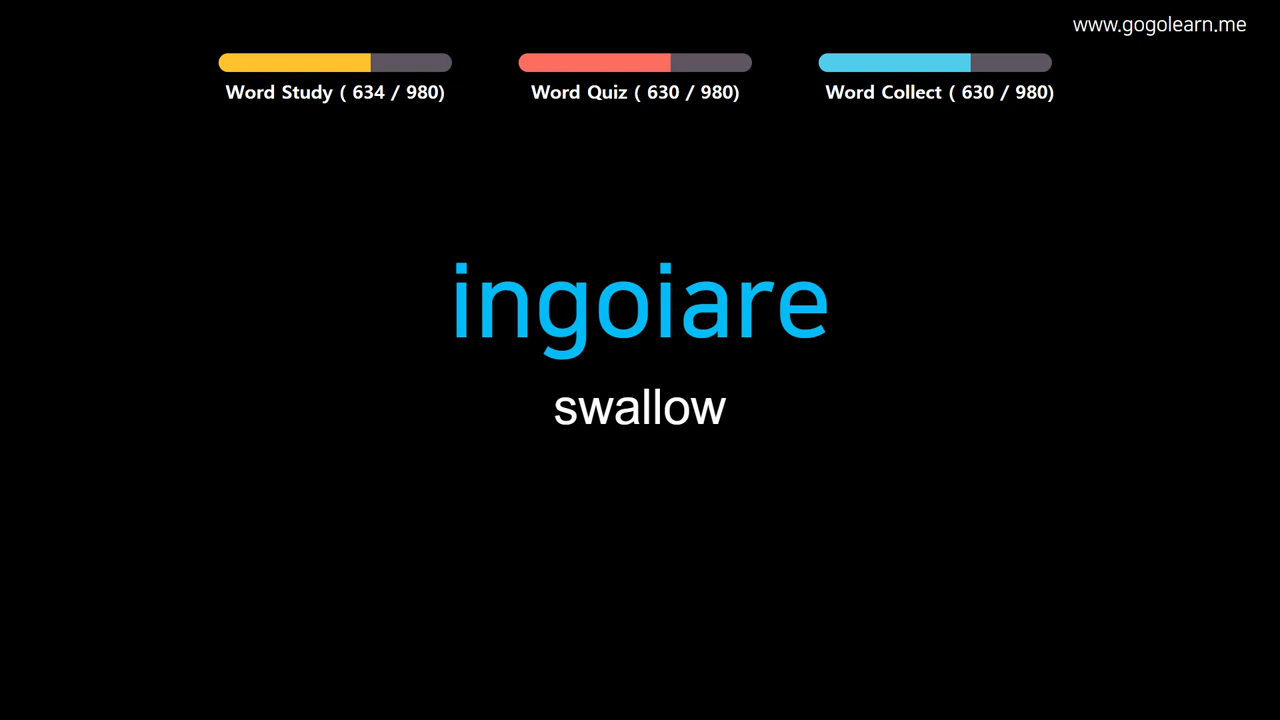 www.gogolearn.me
Word Study ( 634 / 980)
Word Quiz ( 630 / 980)
Word Collect ( 630 / 980)
ingoiare
swallow